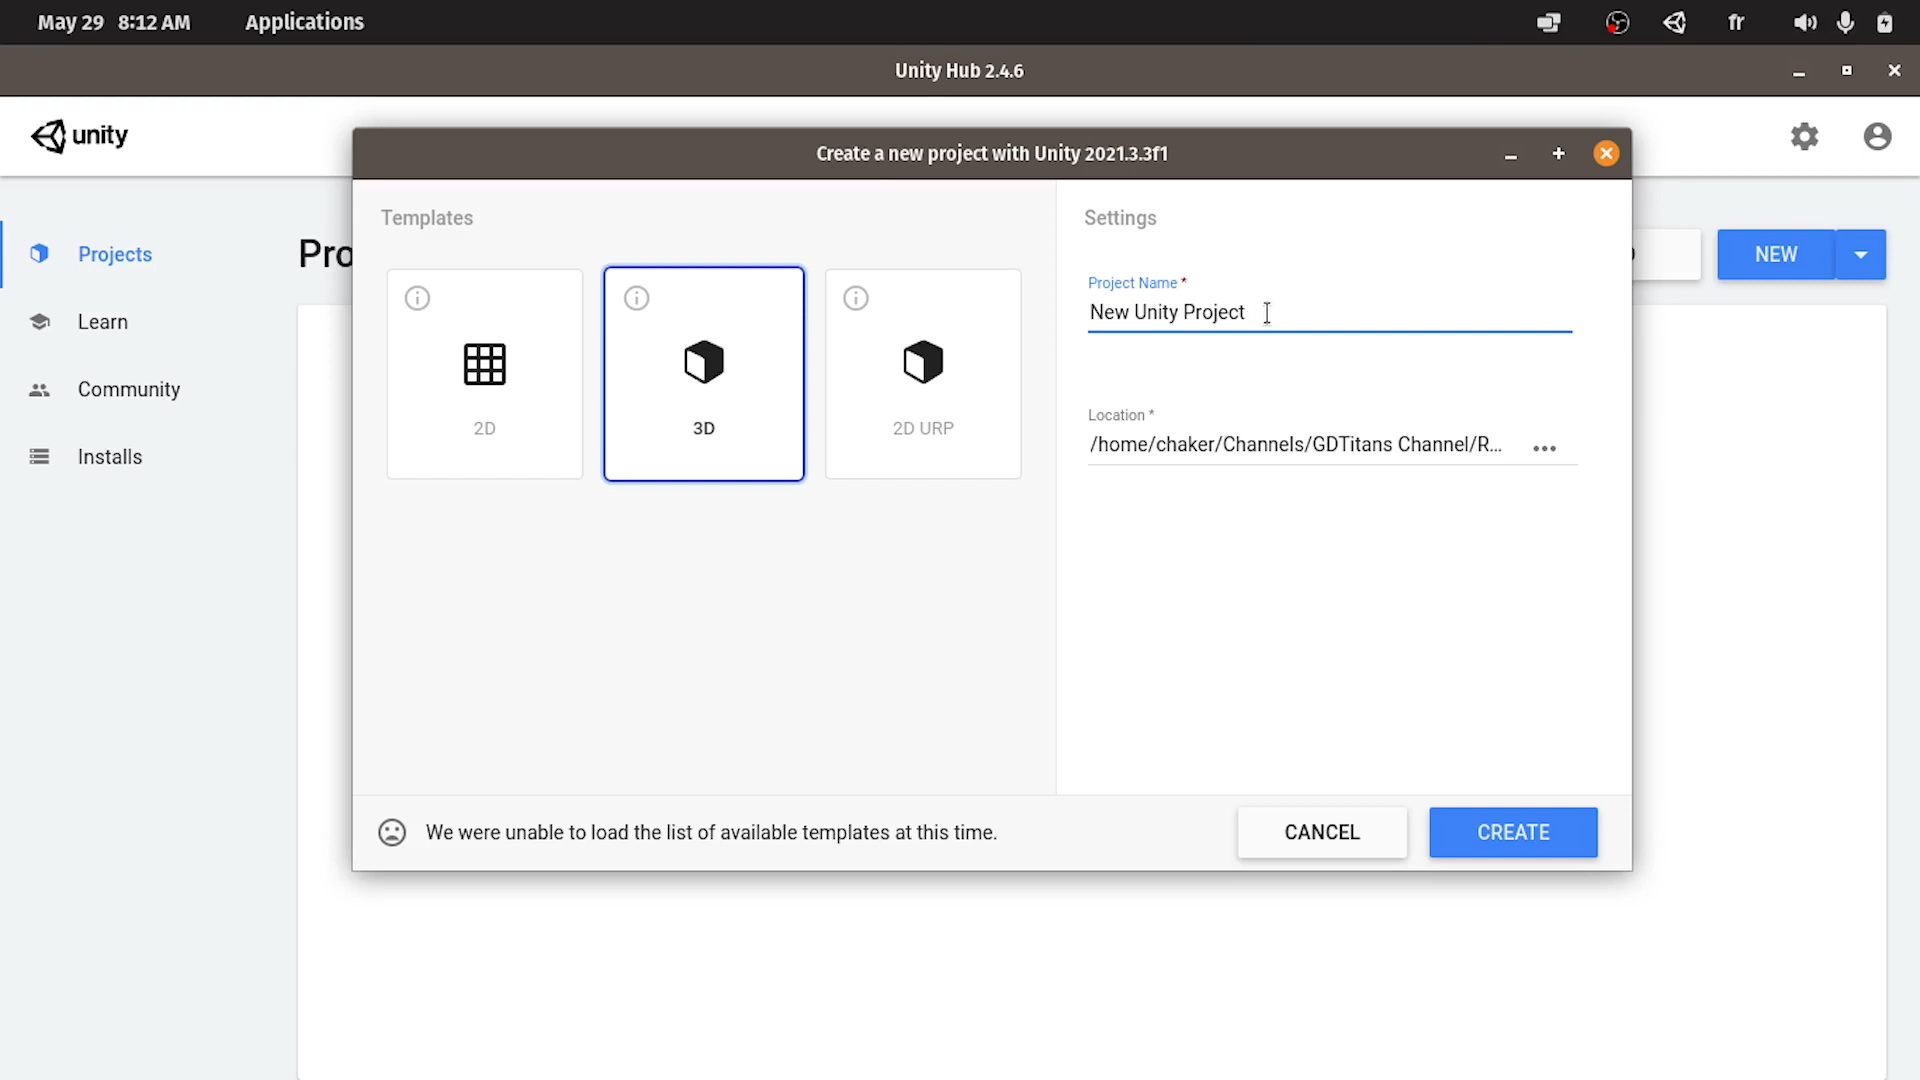 May 29 8:12 AM Applications fr
Unity Hub 2.4.6
unity
Create a new project with Unity 2021.3.3f1
Templates
Settings
Projects
Pro
NEW
Project Name *
New Unity Project
Learn
Community
Installs
2D
3D
2D URP
Location *
/home/chaker/Channels/GDTitans Channel/R...
We were unable to load the list of available templates at this time.
CANCEL
CREATE